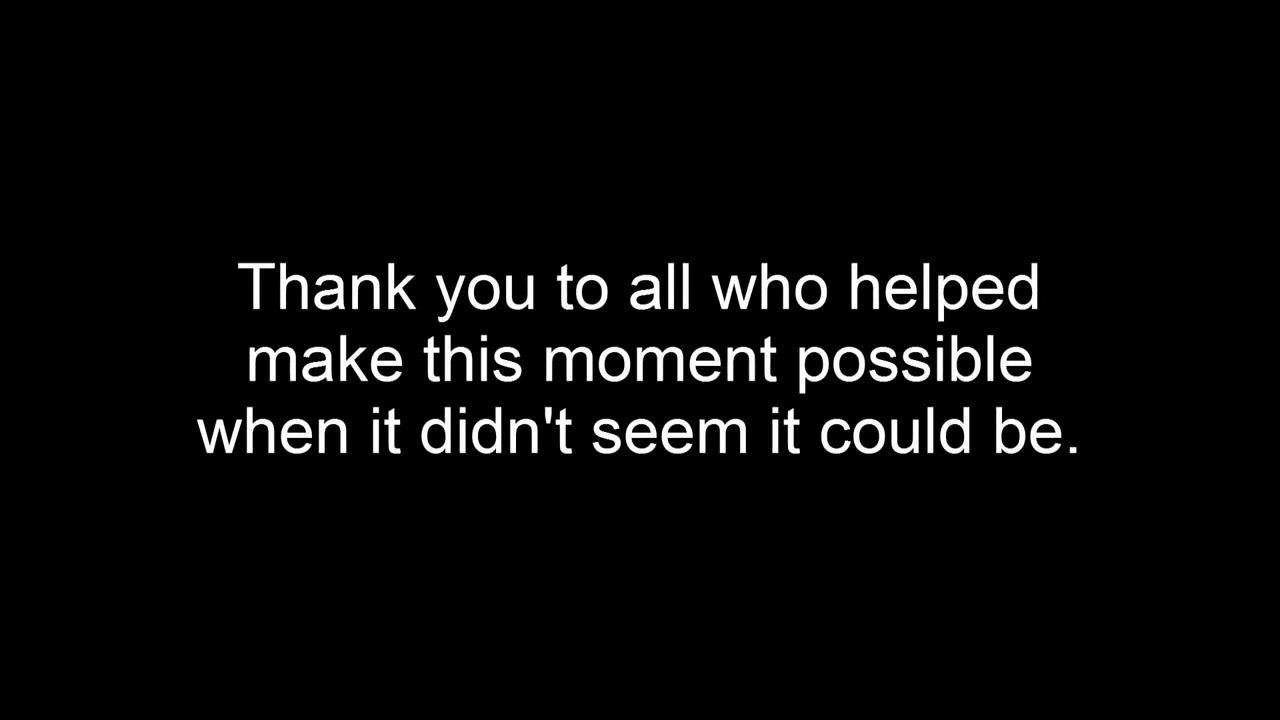 Thank you to all who helped
make this moment possible
when it didn't seem it could be.